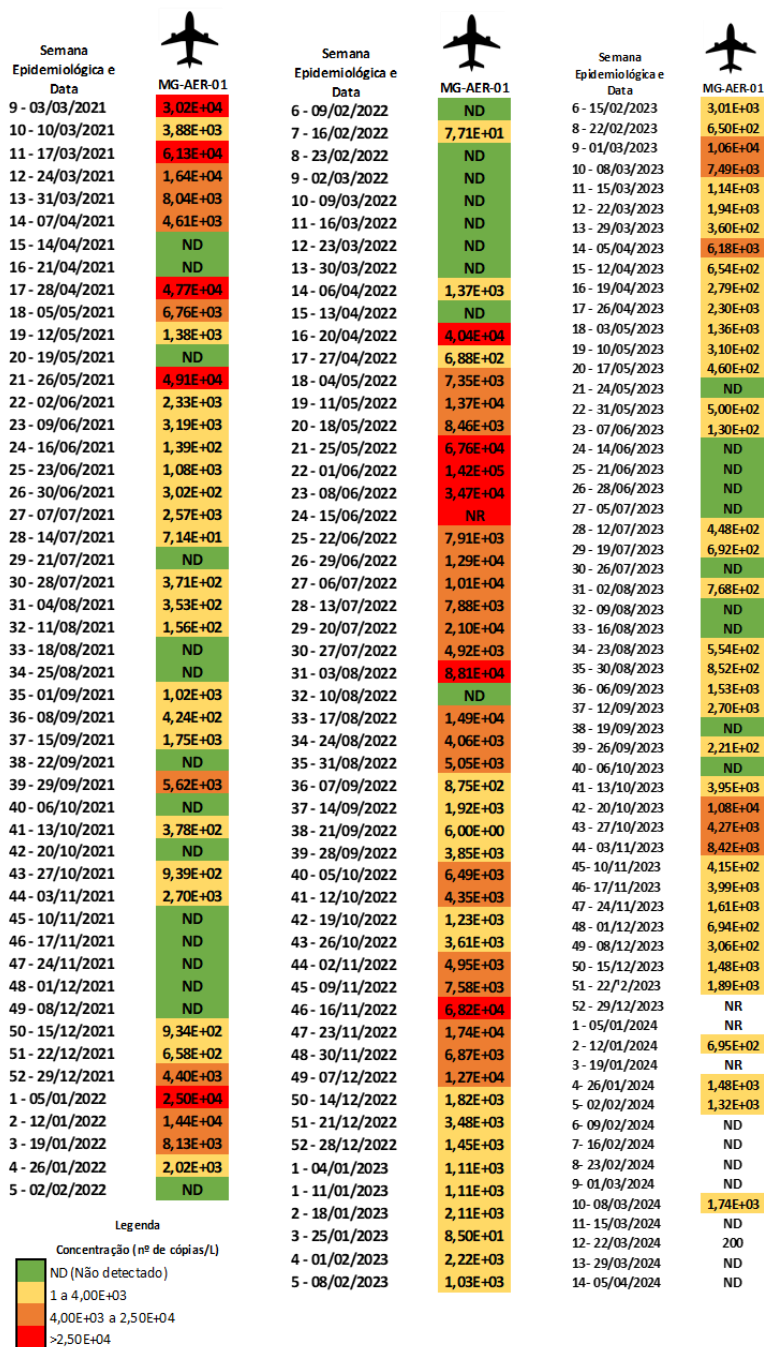 Semana
Epidemiológica e
Data
MG-AER-01
9 - 03/03/2021 3,02E+04
10 - 10/03/2021 3,88E+03
11 - 17/03/2021 6,13E+04
12 - 24/03/2021 1,64E+04
13 - 31/03/2021 8,04E+03
14 - 07/04/2021 4,61E+03
15 - 14/04/2021 ND
16 - 21/04/2021 ND
17 - 28/04/2021 4,77E+04
18 - 05/05/2021 6,76E+03
19 - 12/05/2021 1,38E+03
20 - 19/05/2021 ND
21 - 26/05/2021 4,91E+04
22 - 02/06/2021 2,33E+03
23 - 09/06/2021 3,19E+03
24 - 16/06/2021 1,39E+02
25 - 23/06/2021 1,08E+03
26 - 30/06/2021 3,02E+02
27 - 07/07/2021 2,57E+03
28 - 14/07/2021 7,14E+01
29 - 21/07/2021 ND
30 - 28/07/2021 3,71E+02
31 - 04/08/2021 3,53E+02
32 - 11/08/2021 1,56E+02
33 - 18/08/2021 ND
34 - 25/08/2021 ND
35 - 01/09/2021 1,02E+03
36 - 08/09/2021 4,24E+02
37 - 15/09/2021 1,75E+03
38 - 22/09/2021 ND
39 - 29/09/2021 5,62E+03
40 - 06/10/2021 ND
41 - 13/10/2021 3,78E+02
42 - 20/10/2021 ND
43 - 27/10/2021 9,39E+02
44 - 03/11/2021 2,70E+03
45 - 10/11/2021 ND
46 - 17/11/2021 ND
47 - 24/11/2021 ND
48 - 01/12/2021 ND
49 - 08/12/2021 ND
50 - 15/12/2021 9,34E+02
51 - 22/12/2021 6,58E+02
52 - 29/12/2021 4,40E+03
1 - 05/01/2022 2,50E+04
2 - 12/01/2022 1,44E+04
3 - 19/01/2022 8,13E+03
4 - 26/01/2022 2,02E+03
5 - 02/02/2022 ND
Legenda
Concentração (nº de cópias/L)
ND (Não detectado)
1 a 4,00E+03
4,00E+03 a 2,50E+04
>2,50E+04
Semana
Epidemiológica e
Data
MG-AER-01
6 - 09/02/2022 ND
7 - 16/02/2022 7,71E+01
8 - 23/02/2022 ND
9 - 02/03/2022 ND
10 - 09/03/2022 ND
11 - 16/03/2022 ND
12 - 23/03/2022 ND
13 - 30/03/2022 ND
14 - 06/04/2022 1,37E+03
15 - 13/04/2022 ND
16 - 20/04/2022 4,04E+04
17 - 27/04/2022 6,88E+02
18 - 04/05/2022 7,35E+03
19 - 11/05/2022 1,37E+04
20 - 18/05/2022 8,46E+03
21 - 25/05/2022 6,76E+04
22 - 01/06/2022 1,42E+05
23 - 08/06/2022 3,47E+04
24 - 15/06/2022 NR
25 - 22/06/2022 7,91E+03
26 - 29/06/2022 1,29E+04
27 - 06/07/2022 1,01E+04
28 - 13/07/2022 7,88E+03
29 - 20/07/2022 2,10E+04
30 - 27/07/2022 4,92E+03
31 - 03/08/2022 8,81E+04
32 - 10/08/2022 ND
33 - 17/08/2022 1,49E+04
34 - 24/08/2022 4,06E+03
35 - 31/08/2022 5,05E+03
36 - 07/09/2022 8,75E+02
37 - 14/09/2022 1,92E+03
38 - 21/09/2022 6,00E+00
39 - 28/09/2022 3,85E+03
40 - 05/10/2022 6,49E+03
41 - 12/10/2022 4,35E+03
42 - 19/10/2022 1,23E+03
43 - 26/10/2022 3,61E+03
44 - 02/11/2022 4,95E+03
45 - 09/11/2022 7,58E+03
46 - 16/11/2022 6,82E+04
47 - 23/11/2022 1,74E+04
48 - 30/11/2022 6,87E+03
49 - 07/12/2022 1,27E+04
50 - 14/12/2022 1,82E+03
51 - 21/12/2022 3,48E+03
52 - 28/12/2022 1,45E+03
1 - 04/01/2023 1,11E+03
1 - 11/01/2023 1,11E+03
2 - 18/01/2023 2,11E+03
3 - 25/01/2023 8,50E+01
4 - 01/02/2023 2,22E+03
5 - 08/02/2023 1,03E+03
Semana
Epidemiológica e
Data
MG-AER-01
6 - 15/02/2023 3,01E+03
8 - 22/02/2023 6,50E+02
9 - 01/03/2023 1,06E+04
10 - 08/03/2023 7,49E+03
11 - 15/03/2023 1,14E+03
12 - 22/03/2023 1,94E+03
13 - 29/03/2023 3,60E+02
14 - 05/04/2023 6,18E+03
15 - 12/04/2023 6,54E+02
16 - 19/04/2023 2,79E+02
17 - 26/04/2023 2,30E+03
18 - 03/05/2023 1,36E+03
19 - 10/05/2023 3,10E+02
20 - 17/05/2023 4,60E+02
21 - 24/05/2023 ND
22 - 31/05/2023 5,00E+02
23 - 07/06/2023 1,30E+02
24 - 14/06/2023 ND
25 - 21/06/2023 ND
26 - 28/06/2023 ND
27 - 05/07/2023 ND
28 - 12/07/2023 4,48E+02
29 - 19/07/2023 6,92E+02
30 - 26/07/2023 ND
31 - 02/08/2023 7,68E+02
32 - 09/08/2023 ND
33 - 16/08/2023 ND
34 - 23/08/2023 5,54E+02
35 - 30/08/2023 8,52E+02
36 - 06/09/2023 1,53E+03
37 - 12/09/2023 2,70E+03
38 - 19/09/2023 ND
39 - 26/09/2023 2,21E+02
40 - 06/10/2023 ND
41 - 13/10/2023 3,95E+03
42 - 20/10/2023 1,08E+04
43 - 27/10/2023 4,27E+03
44 - 03/11/2023 8,42E+03
45- 10/11/2023 4,15E+02
46 - 17/11/2023 3,99E+03
47 - 24/11/2023 1,61E+03
48 - 01/12/2023 6,94E+02
49 - 08/12/2023 3,06E+02
50 - 15/12/2023 1,48E+03
51 - 22/'2/2023 1,89E+03
52 - 29/12/2023 NR
1 - 05/01/2024 NR
2 - 12/01/2024 6,95E+02
3 - 19/01/2024 NR
4- 26/01/2024 1,48E+03
5- 02/02/2024 1,32E+03
6- 09/02/2024 ND
7- 16/02/2024 ND
8- 23/02/2024 ND
9- 01/03/2024 ND
10- 08/03/2024 1,74E+03
11- 15/03/2024 ND
12- 22/03/2024 200
13- 29/03/2024 ND
14- 05/04/2024 ND